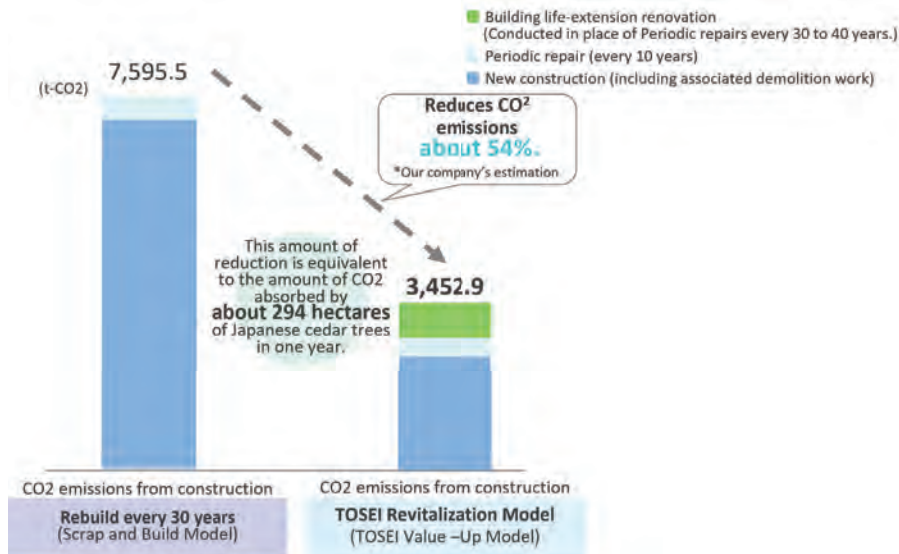 Building life-extension renovation
(Conducted in place of Periodic repairs every 30 to 40 years.)
Periodic repair (every 10 years)
New construction (including associated demolition work)
7,595.5
(t-CO2)
Reduces CO²
emissions
about 54%.
*Our company's estimation
This amount of
reduction is equivalent
to the amount of CO2
absorbed by
about 294 hectares
of Japanese cedar trees
in one year.
3,452.9
CO2 emissions from construction
Rebuild every 30 years
(Scrap and Build Model)
CO2 emissions from construction
TOSEI Revitalization Model
(TOSEI Value –Up Model)